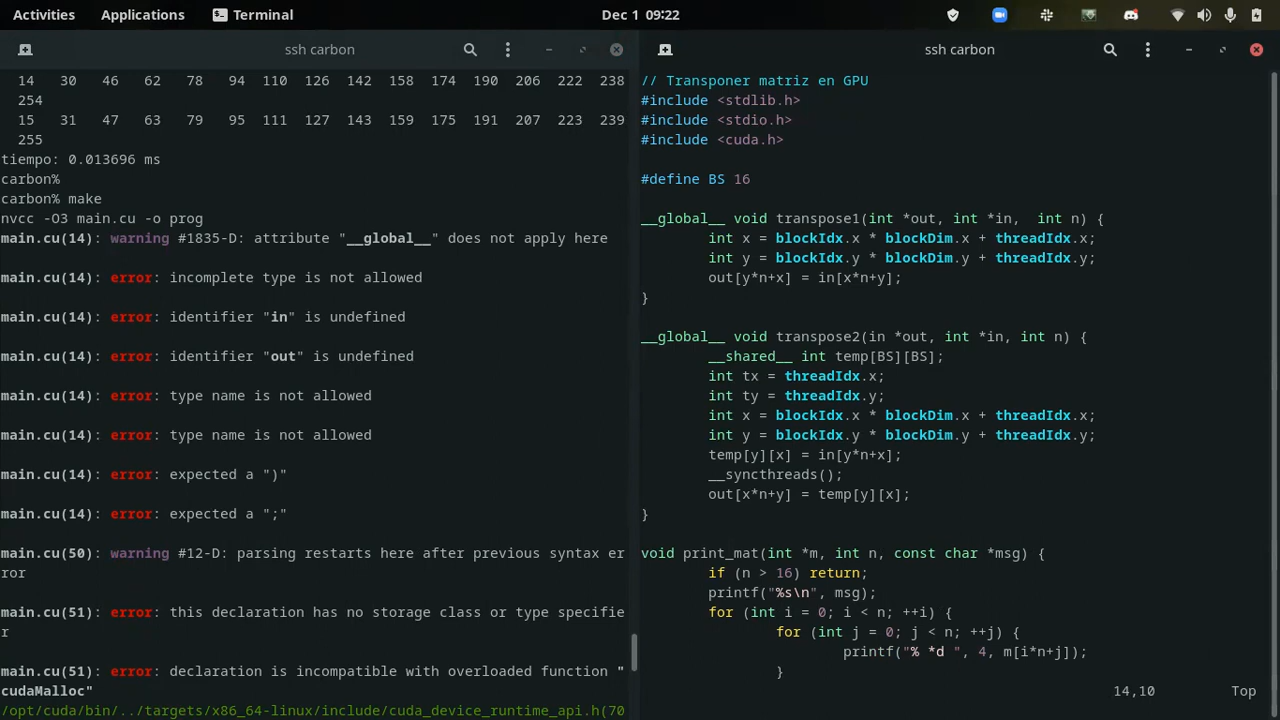 Activities Applications Terminal Dec 1 09:22
ssh carbon
14 30 46 62 78 94 110 126 142 158 174 190 206 222 238
254
15 31 47 63 79 95 111 127 143 159 175 191 207 223 239
255
tiempo: 0.013696 ms
carbon%
carbon% make
nvcc -O3 main.cu -o prog
main.cu(14): warning #1835-D: attribute "__global__" does not apply here
main.cu(14): error: incomplete type is not allowed
main.cu(14): error: identifier "in" is undefined
main.cu(14): error: identifier "out" is undefined
main.cu(14): error: type name is not allowed
main.cu(14): error: type name is not allowed
main.cu(14): error: expected a ")"
main.cu(14): error: expected a ";"
main.cu(50): warning #12-D: parsing restarts here after previous syntax er
ror
main.cu(51): error: this declaration has no storage class or type specifie
r
main.cu(51): error: declaration is incompatible with overloaded function "
cudaMalloc"
/opt/cuda/bin/../targets/x86_64-linux/include/cuda_device_runtime_api.h(70
ssh carbon
// Transponer matriz en GPU
#include <stdlib.h>
#include <stdio.h>
#include <cuda.h>
#define BS 16
__global__ void transpose1(int *out, int *in,  int n) {
int x = blockIdx.x * blockDim.x + threadIdx.x;
int y = blockIdx.y * blockDim.y + threadIdx.y;
out[y*n+x] = in[x*n+y];
}
__global__ void transpose2(in *out, int *in, int n) {
__shared__ int temp[BS][BS];
int tx = threadIdx.x;
int ty = threadIdx.y;
int x = blockIdx.x * blockDim.x + threadIdx.x;
int y = blockIdx.y * blockDim.y + threadIdx.y;
temp[y][x] = in[y*n+x];
__syncthreads();
out[x*n+y] = temp[y][x];
}
void print_mat(int *m, int n, const char *msg) {
if (n > 16) return;
printf("%s\n", msg);
for (int i = 0; i < n; ++i) {
for (int j = 0; j < n; ++j) {
printf("% *d ", 4, m[i*n+j]);
}
14,10 Top